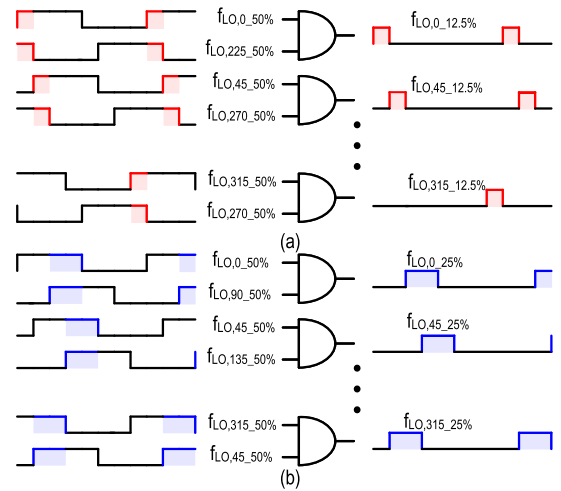 fLO,0_50%
fLO,0_12.5%
fLO,225_50%
fLO,45_50%
fLO,45_12.5%
fLO,270_50%
fLO,315_50%
fLO,315_12.5%
fLO,270_50%
(a)
fLO,0_50%
fLO,0_25%
fLO,90_50%
fLO,45_50%
fLO,45_25%
fLO,135_50%
fLO,315_50%
fLO,315_25%
fLO,45_50%
(b)